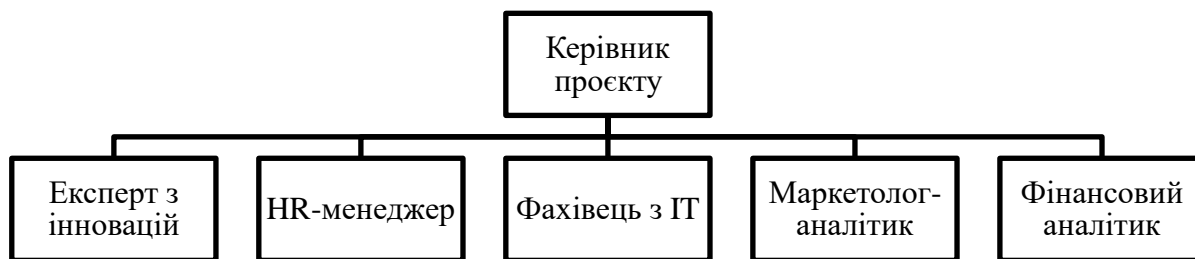 Керівник
проєкту
Експерт з
інновацій
HR-менеджер
Фахівець з ІТ
Маркетолог-
аналітик
Фінансовий
аналітик